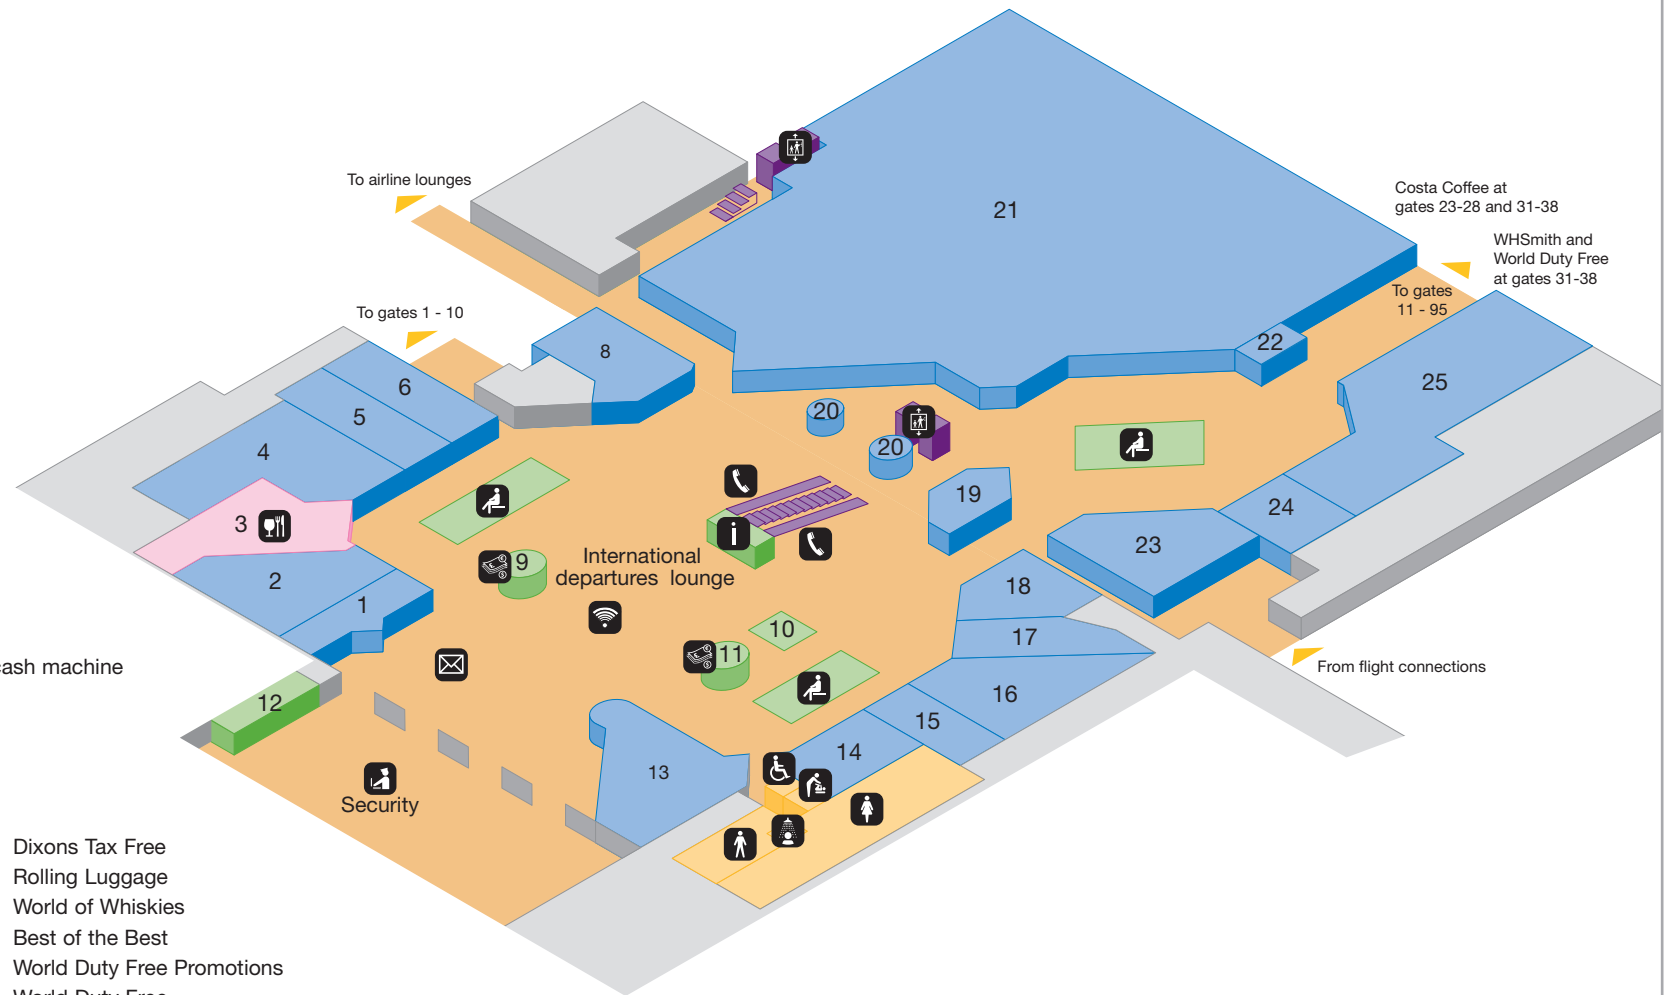 21
To airline lounges
Costa Coffee at
gates 23-28 and 31-38
WHSmith and
World Duty Free
at gates 31-38
To gates
11 - 95
To gates 1 - 10
8
22
6
25
5
20
20
4
19
24
3
23
9
International
departures lounge
i
2
18
1
10
17
11
cash machine
16
12
15
14
13
Security
From flight connections
Dixons Tax Free
Rolling Luggage
World of Whiskies
Best of the Best
World Duty Free Promotions
World Duty Free